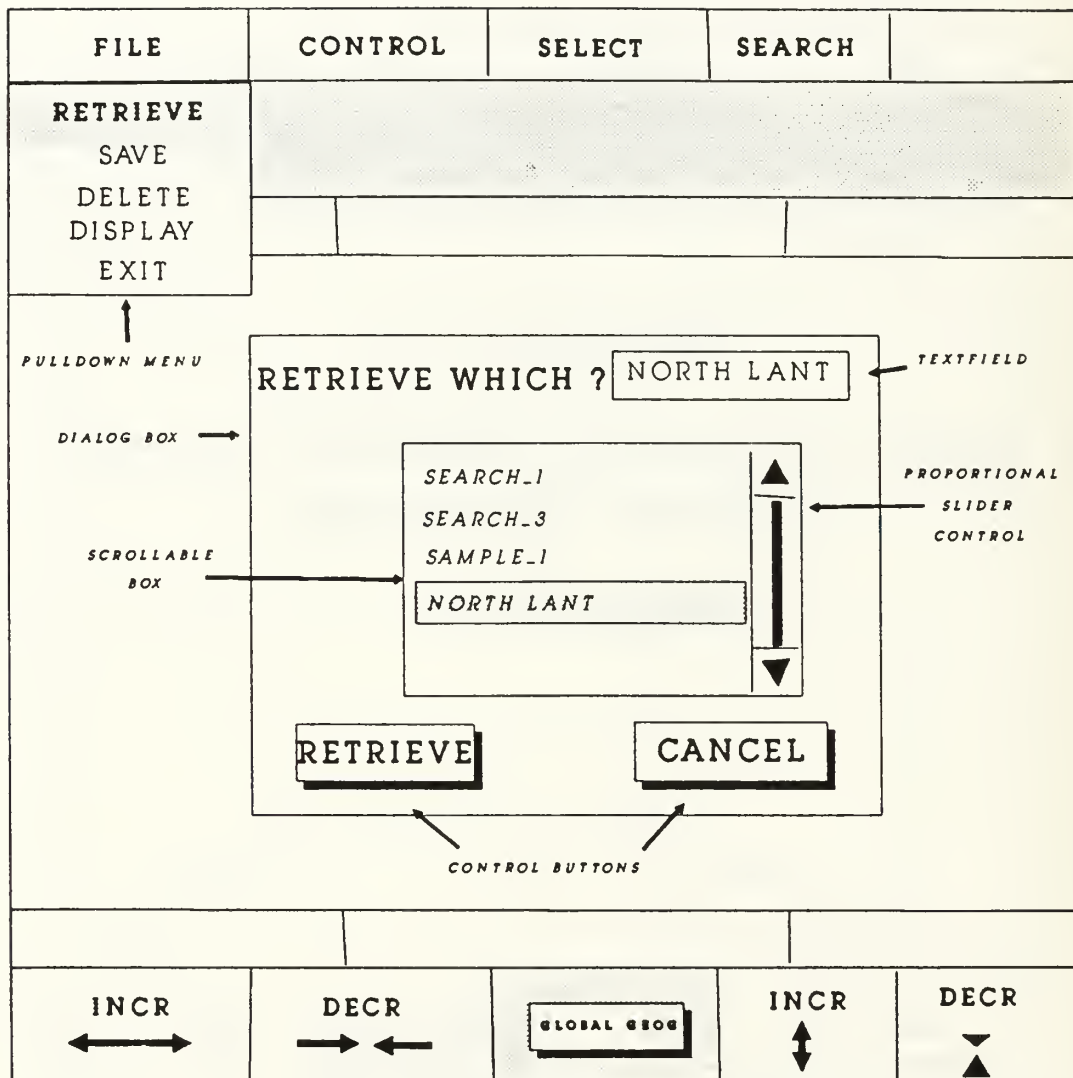 FILE CONTROL SELECT SEARCH
RETRIEVE
SAVE
DELETE
DISPLAY
EXIT
PULLDOWN MENU
RETRIEVE WHICH ? NORTH LANT
TEXTFIELD
DIALOG BOX
SEARCH_1
SEARCH_3
SAMPLE_1
NORTH LANT
PROPORTIONAL
SLIDER
CONTROL
SCROLLABLE
BOX
RETRIEVE CANCEL
CONTROL BUTTONS
INCR DECR GLOBAL GEOG INCR DECR